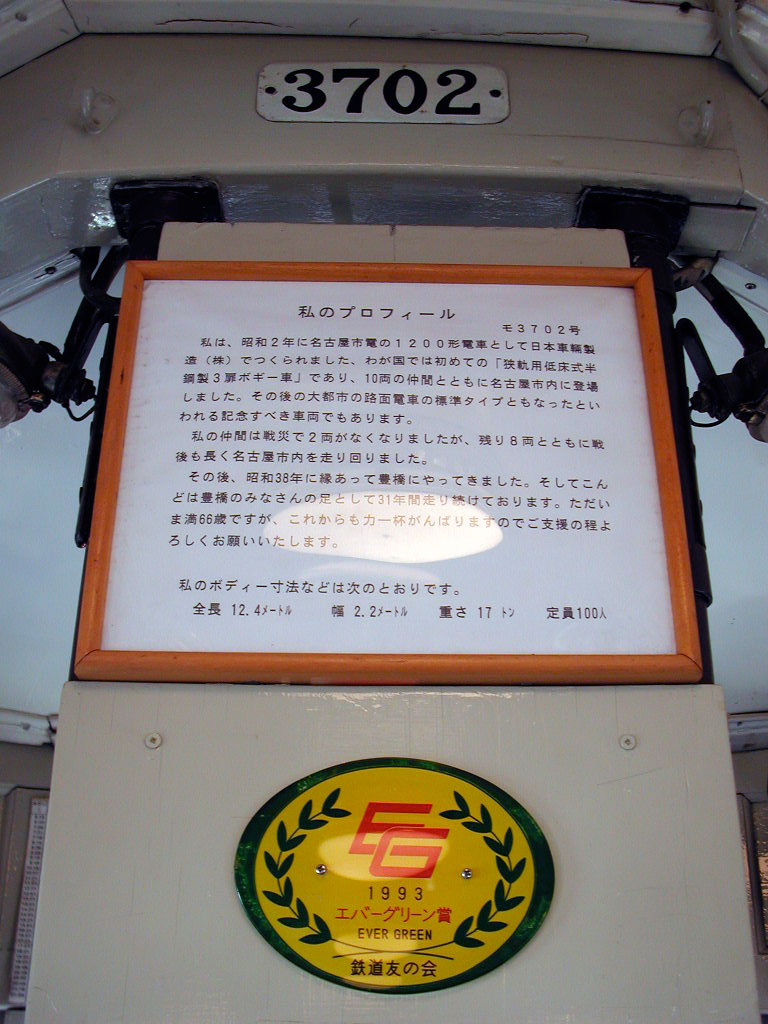 3702
私のプロフィール
モ３７０２号
私は、昭和２年に名古屋市電の１２００形電車として日本車輛製
造（株）でつくられました、わが国では初めての「狭軌用低床式半
鋼製３扉ボギー車」であり、10両の仲間とともに名古屋市内に登場
しました。その後の大都市の路面電車の標準タイプともなったとい
われる記念すべき車両でもあります。
私の仲間は戦災で２両がなくなりましたが、残り８両とともに戦
後も長く名古屋市内を走り回りました。
その後、昭和38年に縁あって豊橋にやってきました。そしてこん
どは豊橋のみなさんの足として31年間走り続けております。ただい
ま満66歳ですが、これからも力一杯がんばりますのでご支援の程よ
ろしくお願いいたします。
私のボディー寸法などは次のとおりです。
全長 12.4ﾒｰﾄﾙ 幅 2.2ﾒｰﾄﾙ 重さ 17 ﾄﾝ 定員100人
EG
1993
エバーグリーン賞
EVER GREEN
鉄道友の会